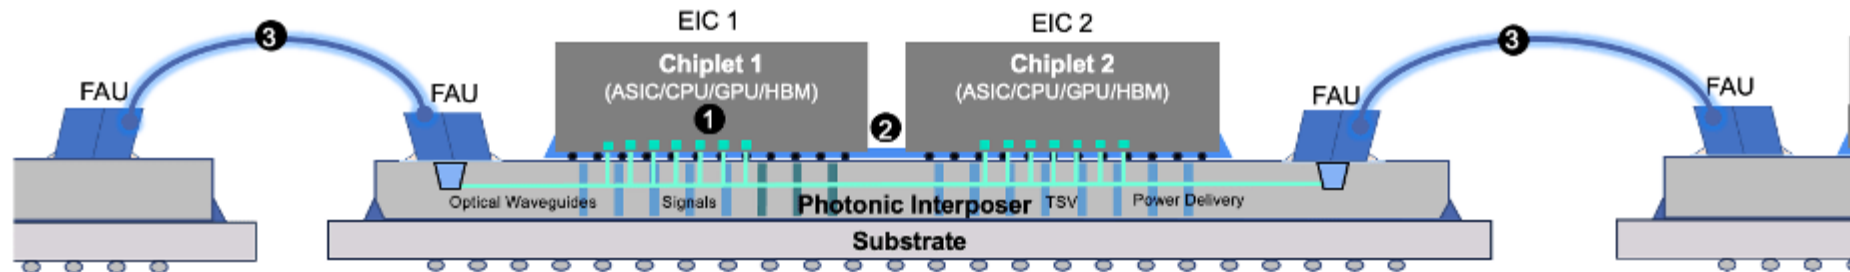 EIC 1
EIC 2
3
3
Chiplet 1
(ASIC/CPU/GPU/HBM)
Chiplet 2
(ASIC/CPU/GPU/HBM)
FAU
FAU
FAU
FAU
1
2
Optical Waveguides
Signals
Photonic Interposer
TSV
Power Delivery
Substrate